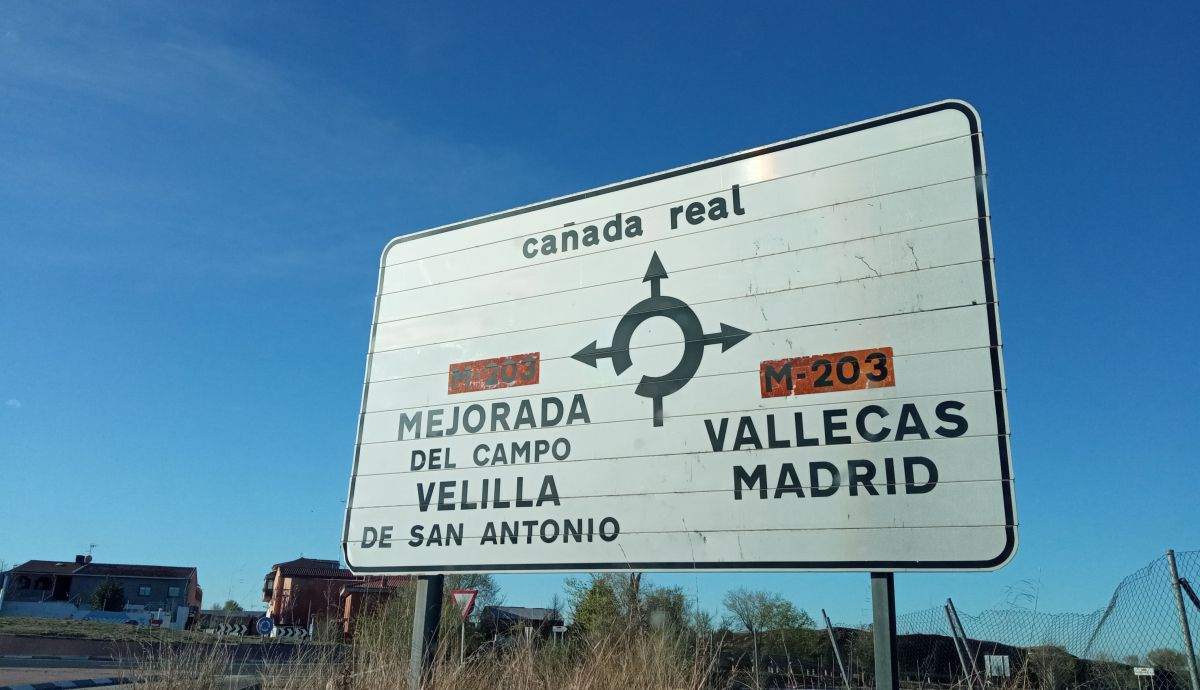 cañada real
M-203
MEJORADA
DEL CAMPO
VELILLA
DE SAN ANTONIO
M-203
VALLECAS
MADRID